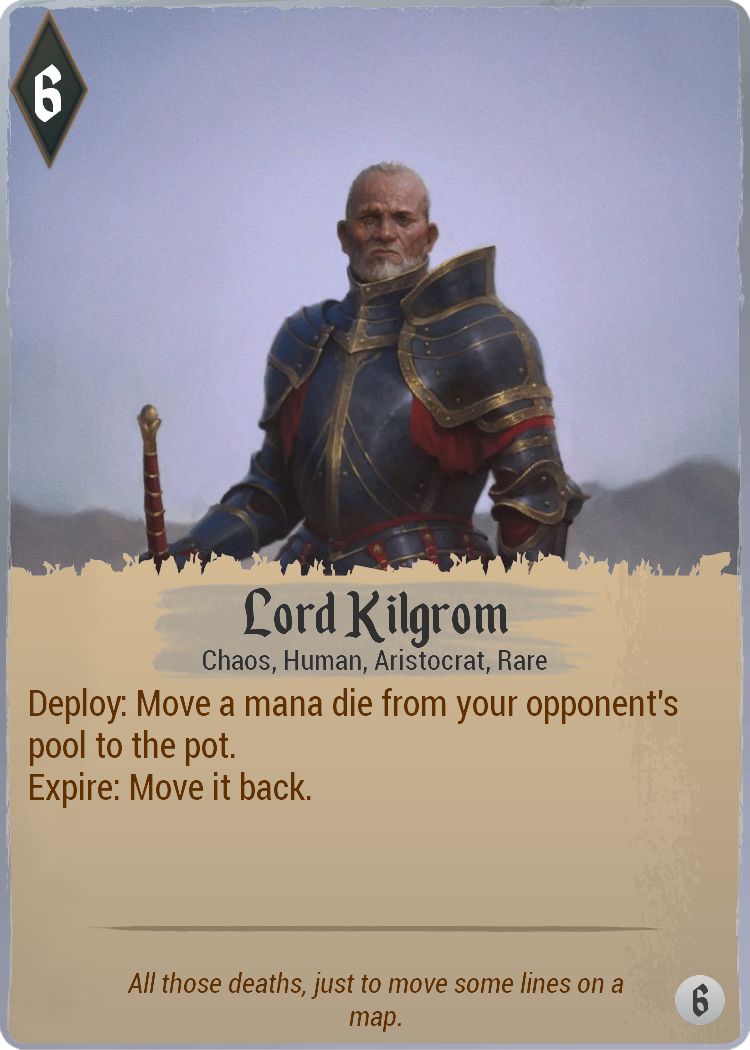 6
Lord Kilgrom
Chaos, Human, Aristocrat, Rare
Deploy: Move a mana die from your opponent's
pool to the pot.
Expire: Move it back.
All those deaths, just to move some lines on a
map.
6